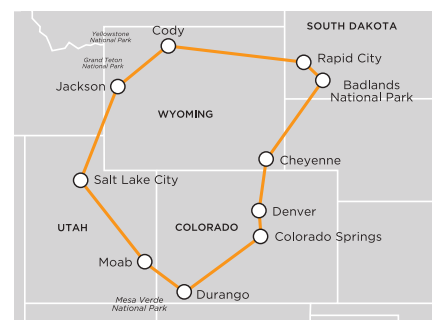 SOUTH DAKOTA
Yellowstone
National Park
Cody
Rapid City
Grand Teton
National Park
Jackson
Badlands
National Park
WYOMING
Cheyenne
Salt Lake City
Denver
UTAH
COLORADO
Colorado Springs
Moab
Durango
Mesa Verde
National Park